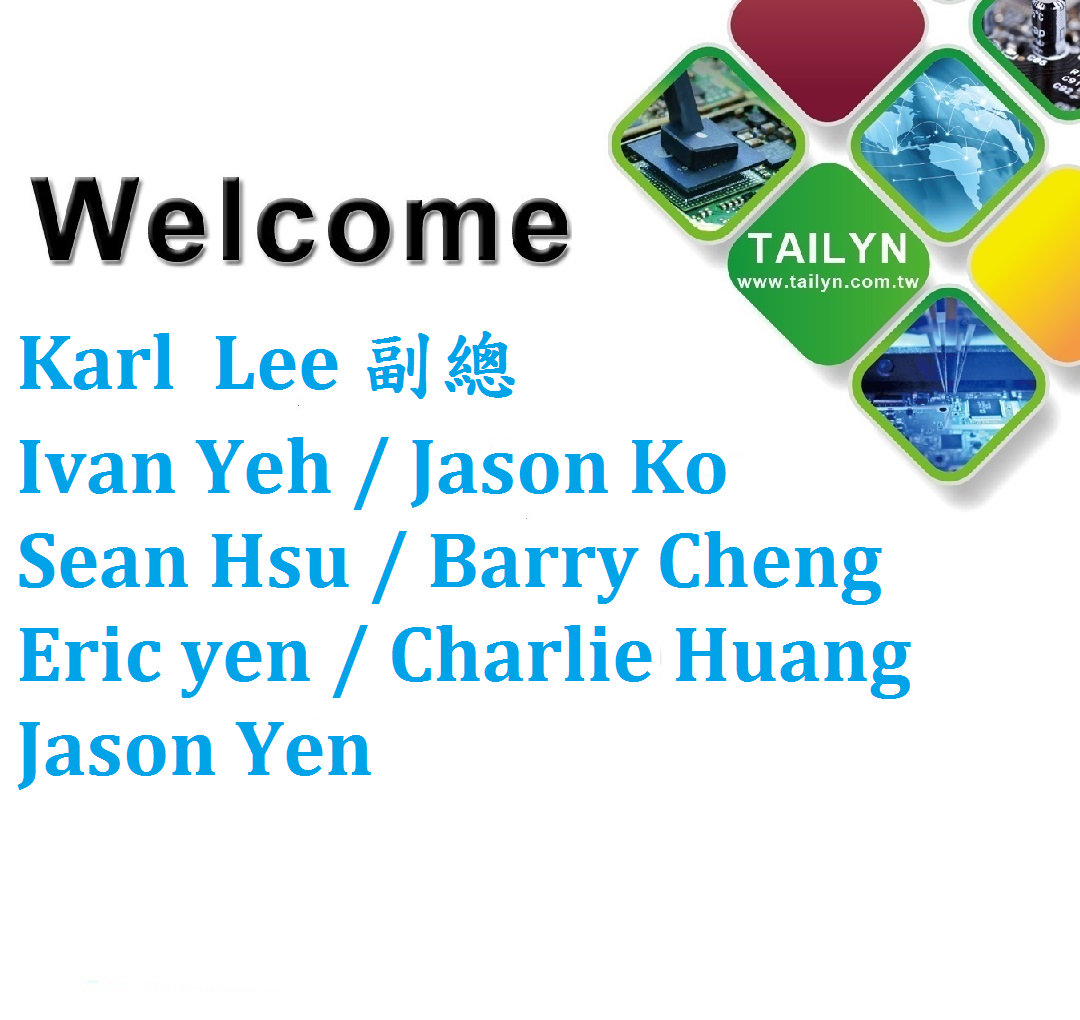 Welcome
TAILYN
www.tailyn.com.tw
Karl Lee 副總
Ivan Yeh / Jason Ko
Sean Hsu / Barry Cheng
Eric yen / Charlie Huang
Jason Yen